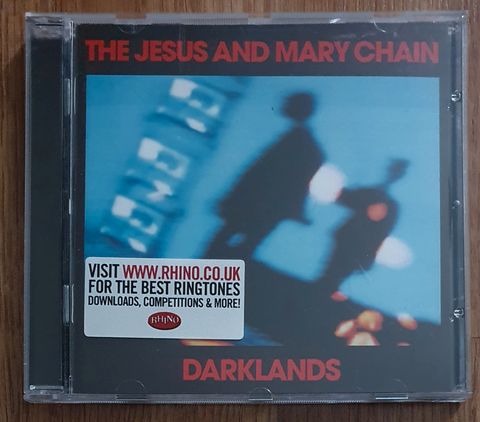 THE JESUS AND MARY CHAIN
VISIT WWW.RHINO.CO.UK
FOR THE BEST RINGTONES
DOWNLOADS, COMPETITIONS & MORE!
RHINO
DARKLANDS